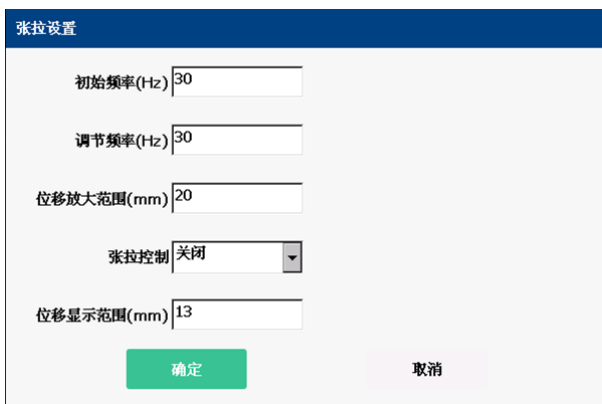 张拉设置
初始频率(Hz) 30
调节频率(Hz) 30
位移放大范围(mm) 20
张拉控制 关闭
位移显示范围(mm) 13
确定 取消